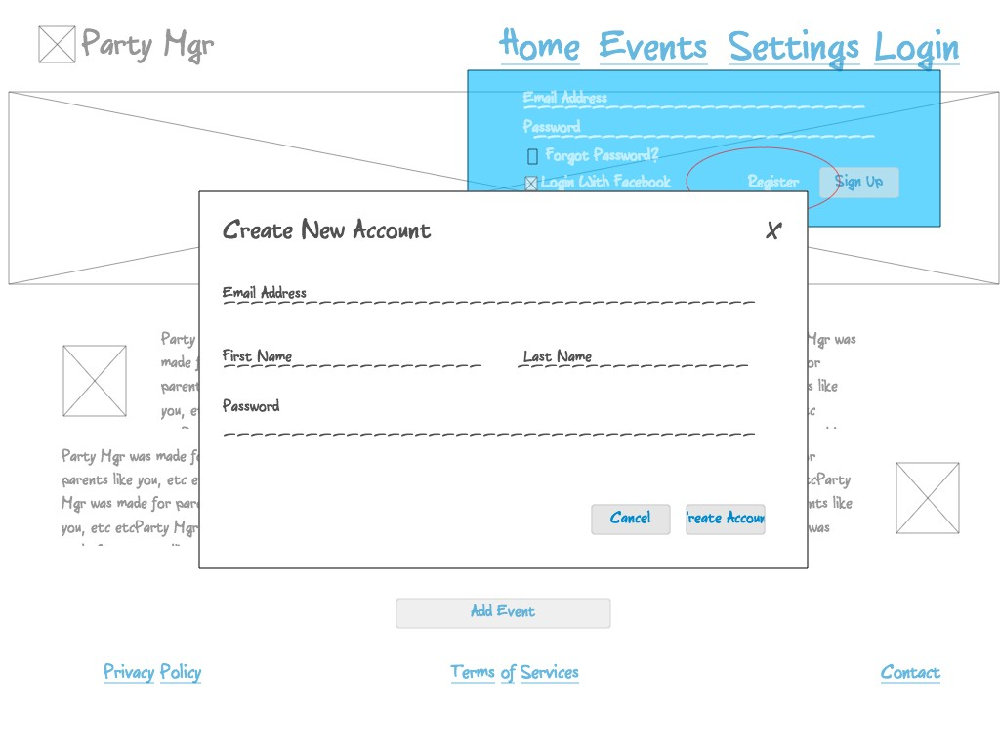 Party Mgr
Home Events Settings Login
Email Address
Password
Forgot Password?
Login With Facebook Register Sign Up
Create New Account X
Email Address
First Name Last Name
Password
Cancel reate Accoun
Party
made
parent
you, e
Mgr was
or
s like
Party Mgr was made fo
parents like you, etc e
Mgr was made for pare
you, etc etcParty Mgr
or
tcParty
nts like
was
Add Event
Privacy Policy Terms of Services Contact